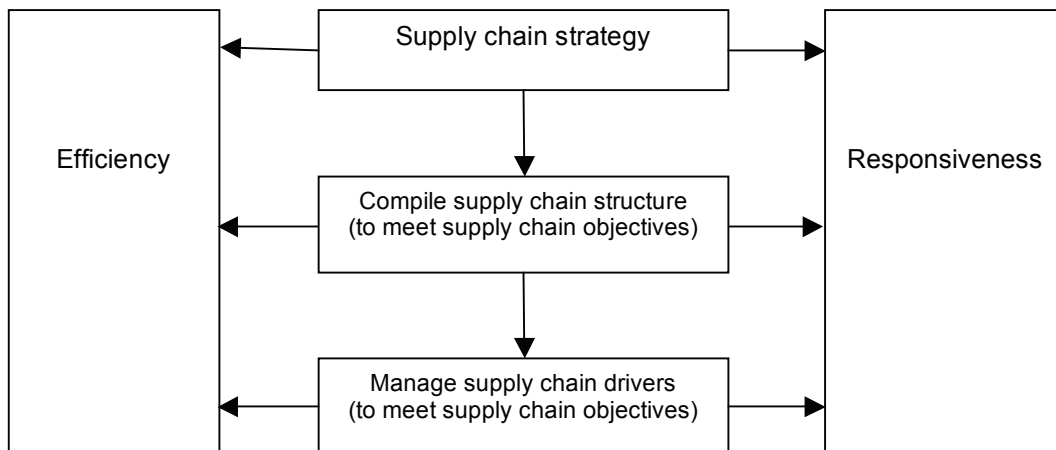 Supply chain strategy
Efficiency
Responsiveness
Compile supply chain structure
(to meet supply chain objectives)
Manage supply chain drivers
(to meet supply chain objectives)